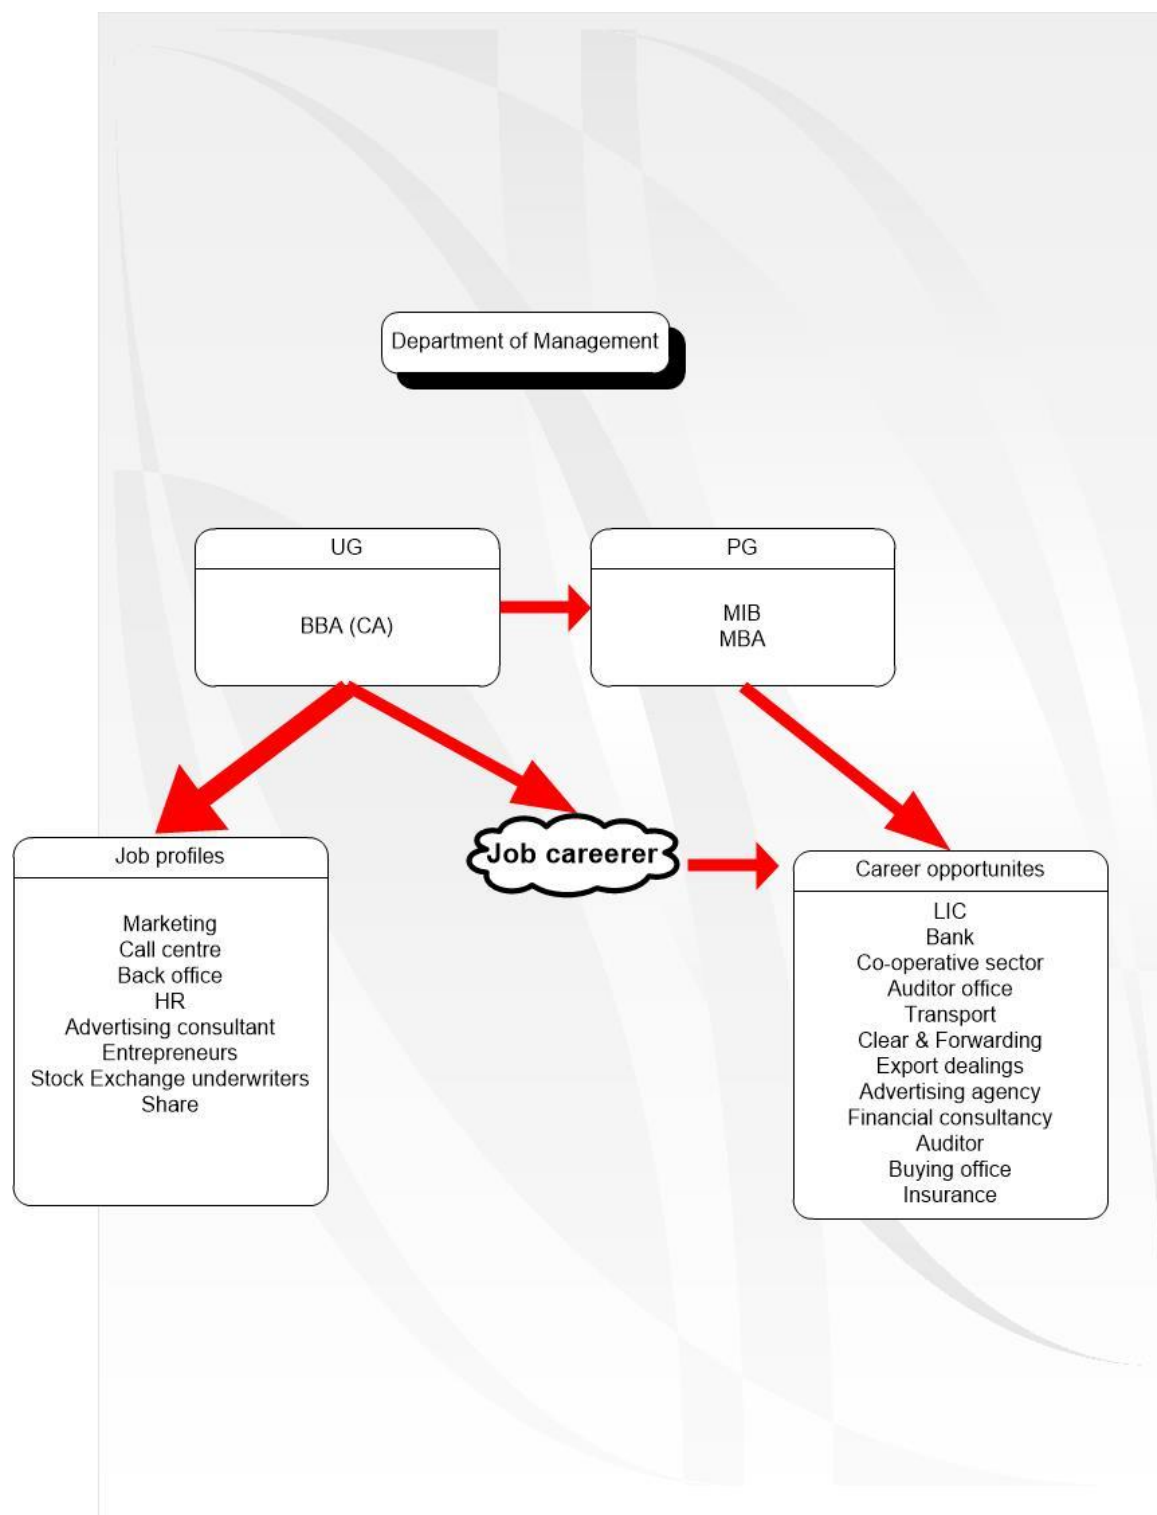 Department of Management
UG
BBA (CA)
PG
MIB
MBA
Job profiles
Marketing
Call centre
Back office
HR
Advertising consultant
Entrepreneurs
Stock Exchange underwriters
Share
Job careerer
Career opportunites
LIC
Bank
Co-operative sector
Auditor office
Transport
Clear & Forwarding
Export dealings
Advertising agency
Financial consultancy
Auditor
Buying office
Insurance